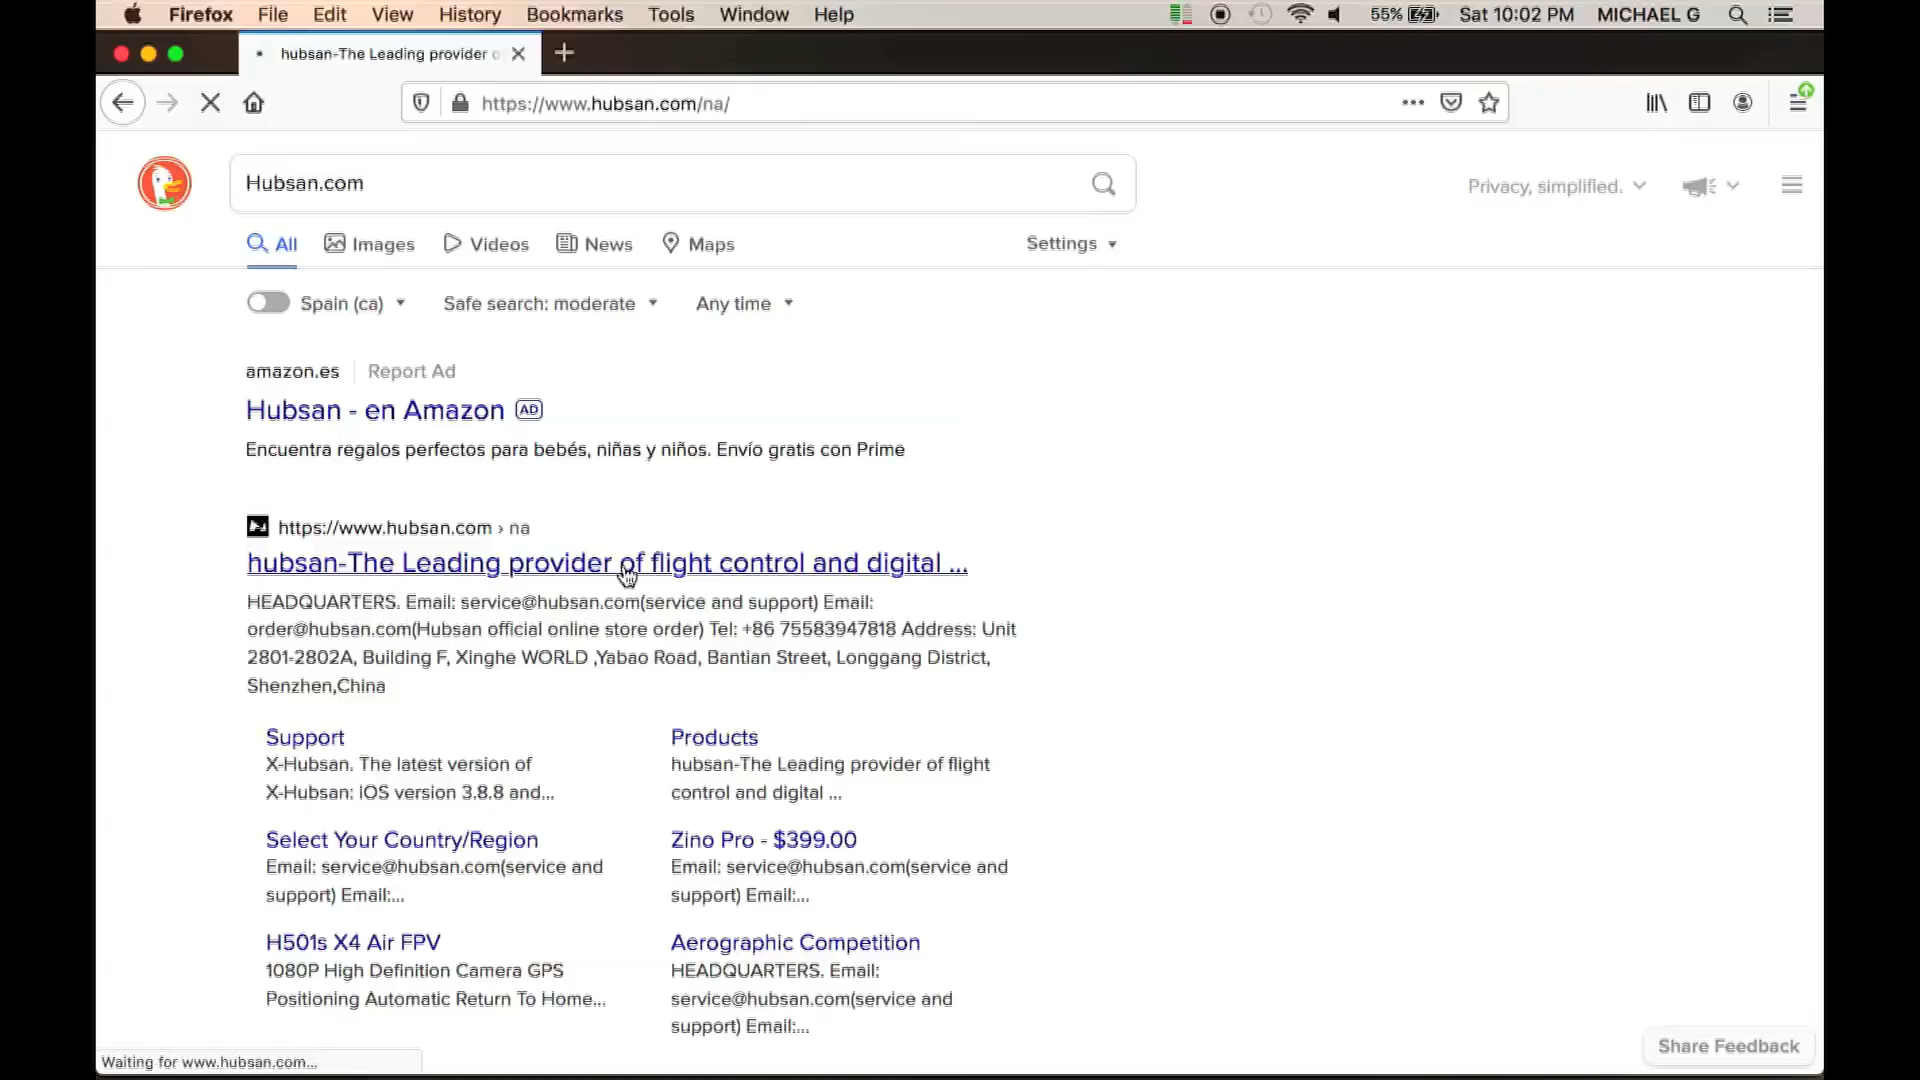 Firefox File Edit View History Bookmarks Tools Window Help 55% Sat 10:02 PM MICHAEL G
hubsan-The Leading provider o
https://www.hubsan.com/na/
Hubsan.com
Privacy, simplified.
All Images Videos News Maps Settings
Spain (ca) Safe search: moderate Any time
amazon.es Report Ad
Hubsan - en Amazon AD
Encuentra regalos perfectos para bebés, niñas y niños. Envío gratis con Prime
https://www.hubsan.com › na
hubsan-The Leading provider of flight control and digital ...
HEADQUARTERS. Email: service@hubsan.com(service and support) Email:
order@hubsan.com(Hubsan official online store order) Tel: +86 75583947818 Address: Unit
2801-2802A, Building F, Xinghe WORLD ,Yabao Road, Bantian Street, Longgang District,
Shenzhen,China
Support
X-Hubsan. The latest version of
X-Hubsan: iOS version 3.8.8 and...
Products
hubsan-The Leading provider of flight
control and digital ...
Select Your Country/Region
Email: service@hubsan.com(service and
support) Email:...
Zino Pro - $399.00
Email: service@hubsan.com(service and
support) Email:...
H501s X4 Air FPV
1080P High Definition Camera GPS
Positioning Automatic Return To Home...
Aerographic Competition
HEADQUARTERS. Email:
service@hubsan.com(service and
support) Email:...
Share Feedback
Waiting for www.hubsan.com...